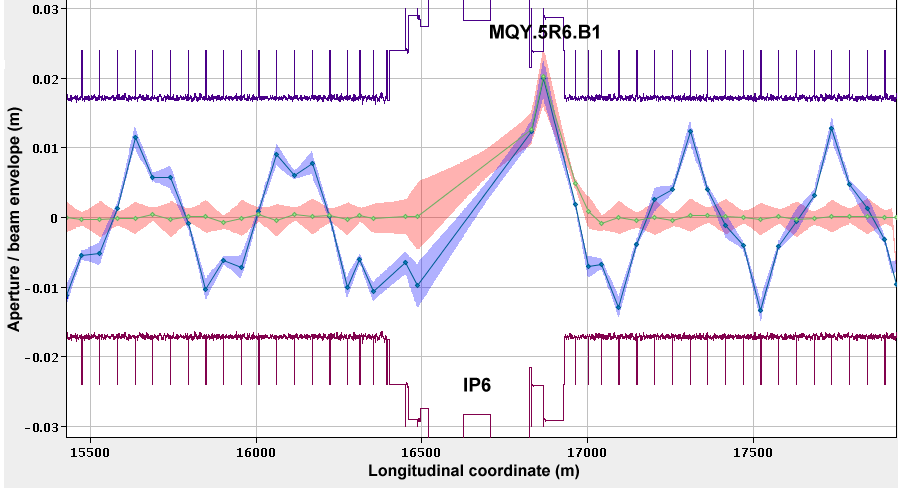 0.03
MQY.5R6.B1
0.02
0.01
0
-0.01
-0.02
IP6
-0.03
15500 16000 16500 17000 17500
Longitudinal coordinate (m)
Aperture / beam envelope (m)